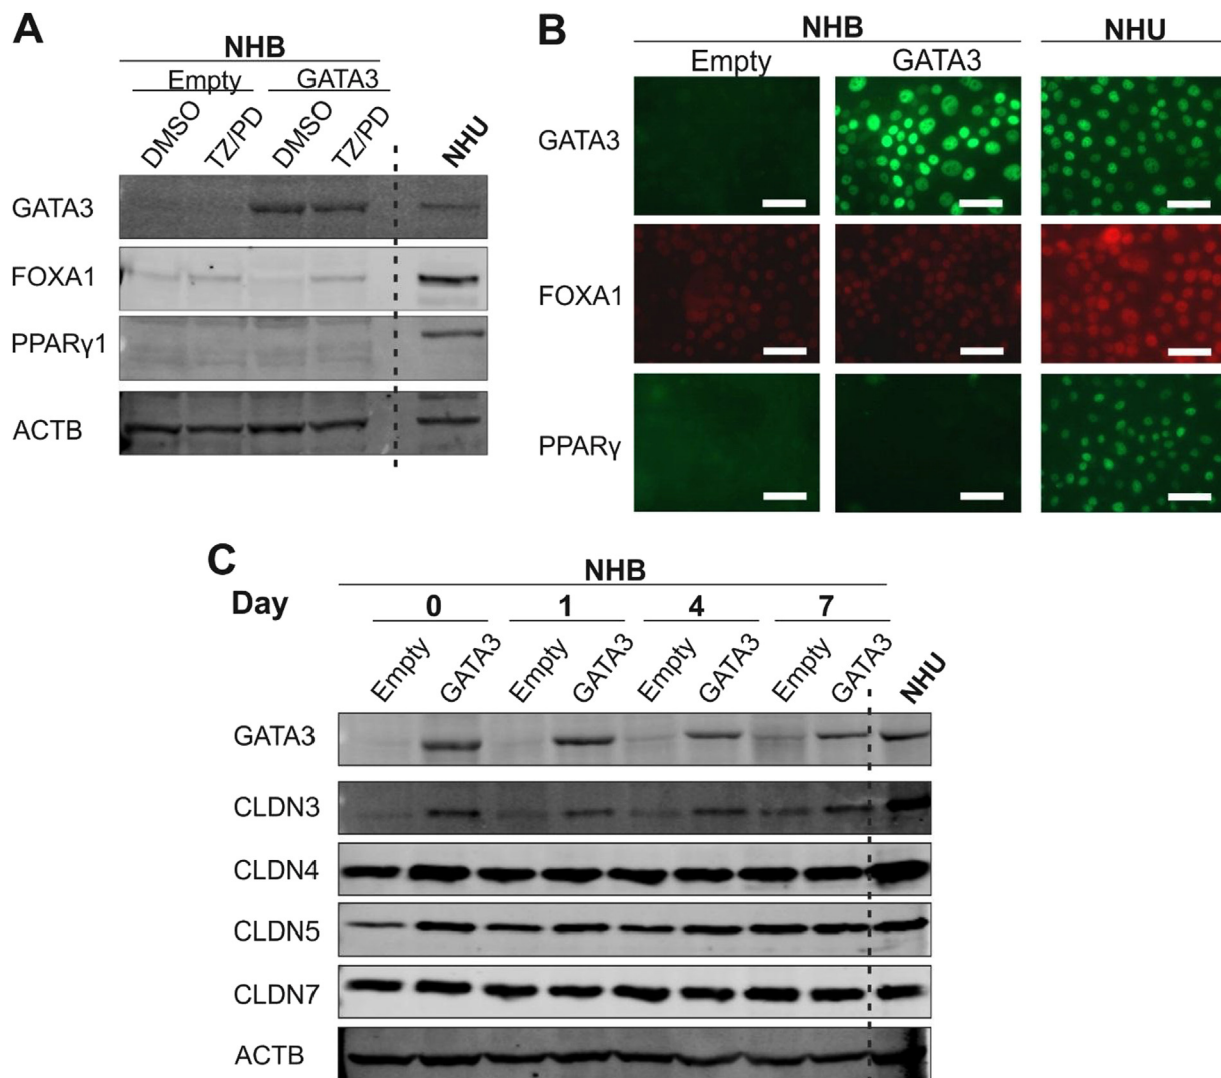 A
NHB
Empty GATA3
DMSO TZ/PD DMSO TZ/PD NHU
GATA3
FOXA1
PPARγ1
ACTB
B
NHB NHU
Empty GATA3
GATA3
FOXA1
PPARγ
C
NHB
Day 0 1 4 7
Empty GATA3 Empty GATA3 Empty GATA3 Empty GATA3 NHU
GATA3
CLDN3
CLDN4
CLDN5
CLDN7
ACTB